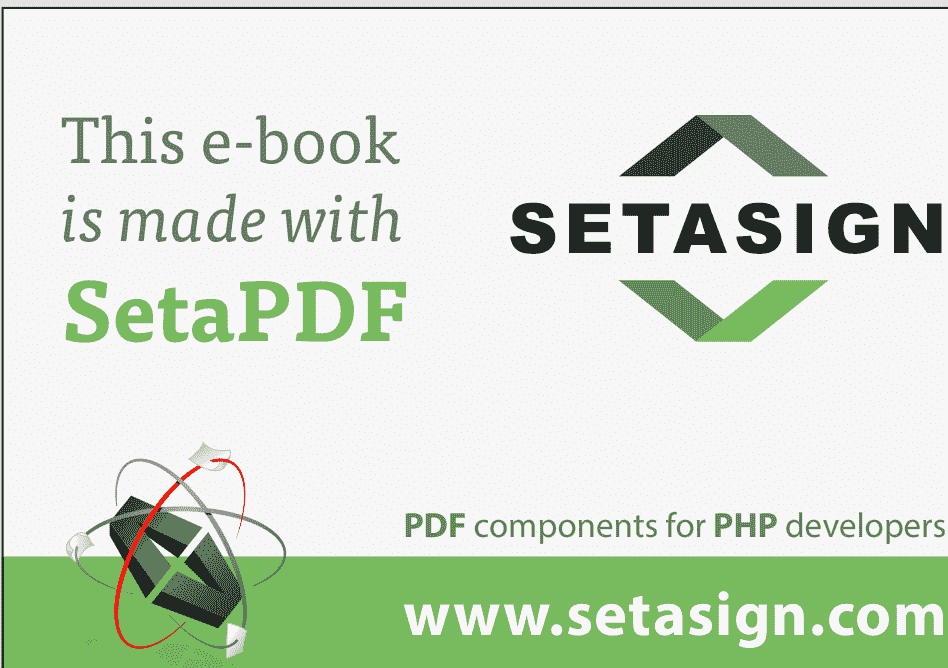 This e-book
is made with
SetaPDF
SETASIGN
PDF components for PHP developers
www.setasign.com